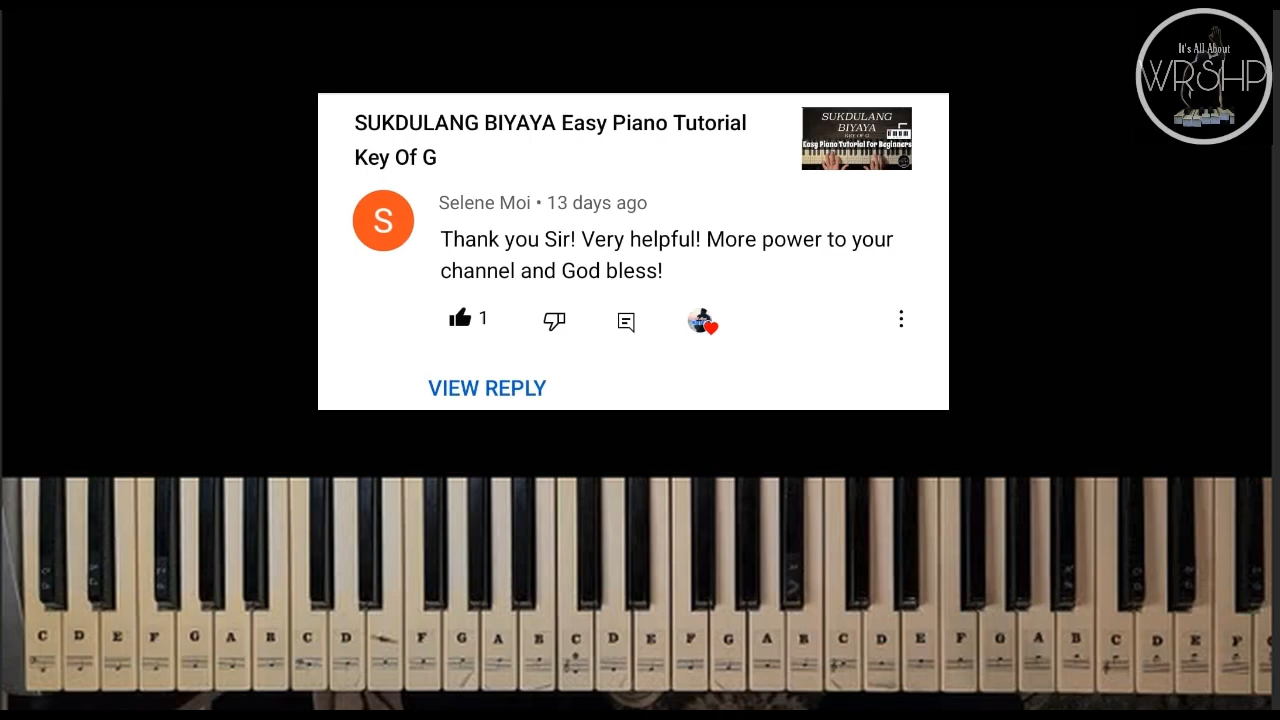 It's All About
WRSHP
SUKDULANG BIYAYA Easy Piano Tutorial
Key Of G
SUKDULANG
BIYAYA
KEY OF G
Easy Piano Tutorial For Beginners
S
Selene Moi • 13 days ago
Thank you Sir! Very helpful! More power to your
channel and God bless!
1
VIEW REPLY
C D E F G A B C D F G A B C D E F G A B C D E F G A B C D E F